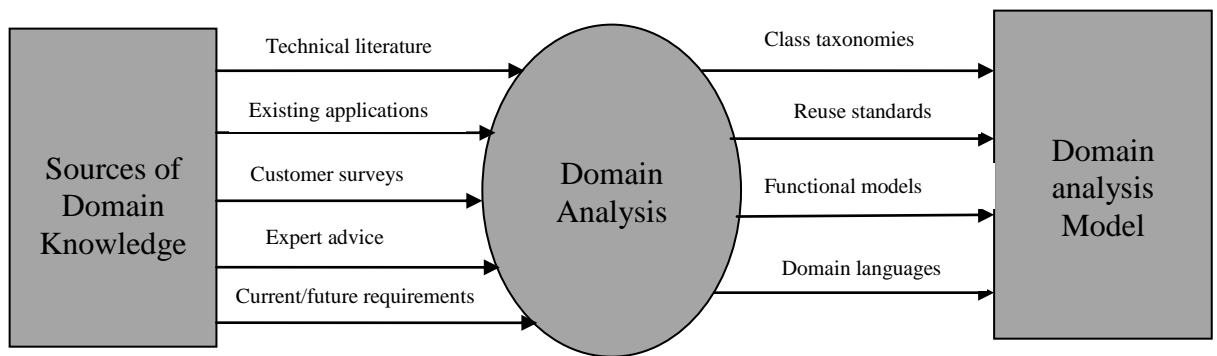 Sources of
Domain
Knowledge
Technical literature
Existing applications
Customer surveys
Expert advice
Current/future requirements
Domain
Analysis
Class taxonomies
Reuse standards
Functional models
Domain languages
Domain
analysis
Model